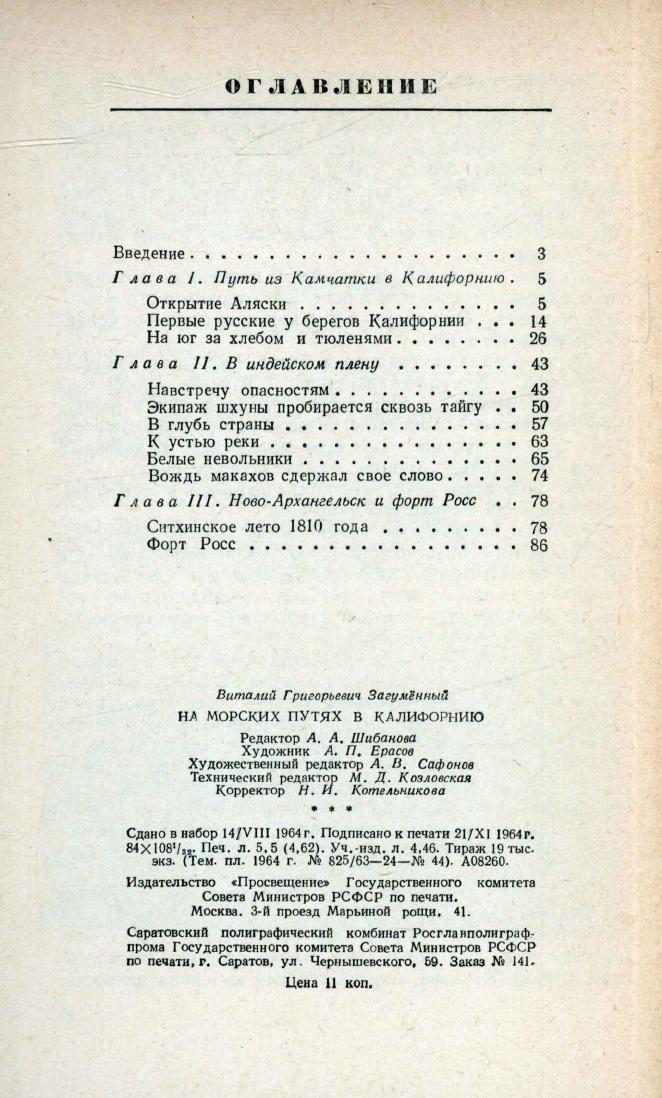 ОГЛАВЛЕНИЕ
Введение . . . . . . . . . . . . . . . . . . . . . 3
Глава I. Путь из Камчатки в Калифорнию . 5
Открытие Аляски . . . . . . . . . . . . . . 5
Первые русские у берегов Калифорнии . . . 14
На юг за хлебом и тюленями . . . . . . . . 26
Глава II. В индейском плену . . . . . . . . 43
Навстречу опасностям . . . . . . . . . . . . 43
Экипаж шхуны пробирается сквозь тайгу . . 50
В глубь страны . . . . . . . . . . . . . . . 57
К устью реки . . . . . . . . . . . . . . . . 63
Белые невольники . . . . . . . . . . . . . . 65
Вождь макахов сдержал свое слово . . . . . 74
Глава III. Ново-Архангельск и форт Росс . . 78
Ситхинское лето 1810 года . . . . . . . . . 78
Форт Росс . . . . . . . . . . . . . . . . . 86
Виталий Григорьевич Загумённый
НА МОРСКИХ ПУТЯХ В КАЛИФОРНИЮ
Редактор А. А. Шибанова
Художник А. П. Ерасов
Художественный редактор А. В. Сафонов
Технический редактор М. Д. Козловская
Корректор Н. И. Котельникова
* * *
Сдано в набор 14/VIII 1964 г. Подписано к печати 21/XI 1964 г.
84×108¹/₃₂. Печ. л. 5,5 (4,62). Уч.-изд. л. 4,46. Тираж 19 тыс.
экз. (Тем. пл. 1964 г. № 825/63—24—№ 44). А08260.
Издательство «Просвещение» Государственного комитета
Совета Министров РСФСР по печати.
Москва. 3-й проезд Марьиной рощи, 41.
Саратовский полиграфический комбинат Росглавполиграф-
прома Государственного комитета Совета Министров РСФСР
по печати, г. Саратов, ул. Чернышевского, 59. Заказ № 141.
Цена 11 коп.